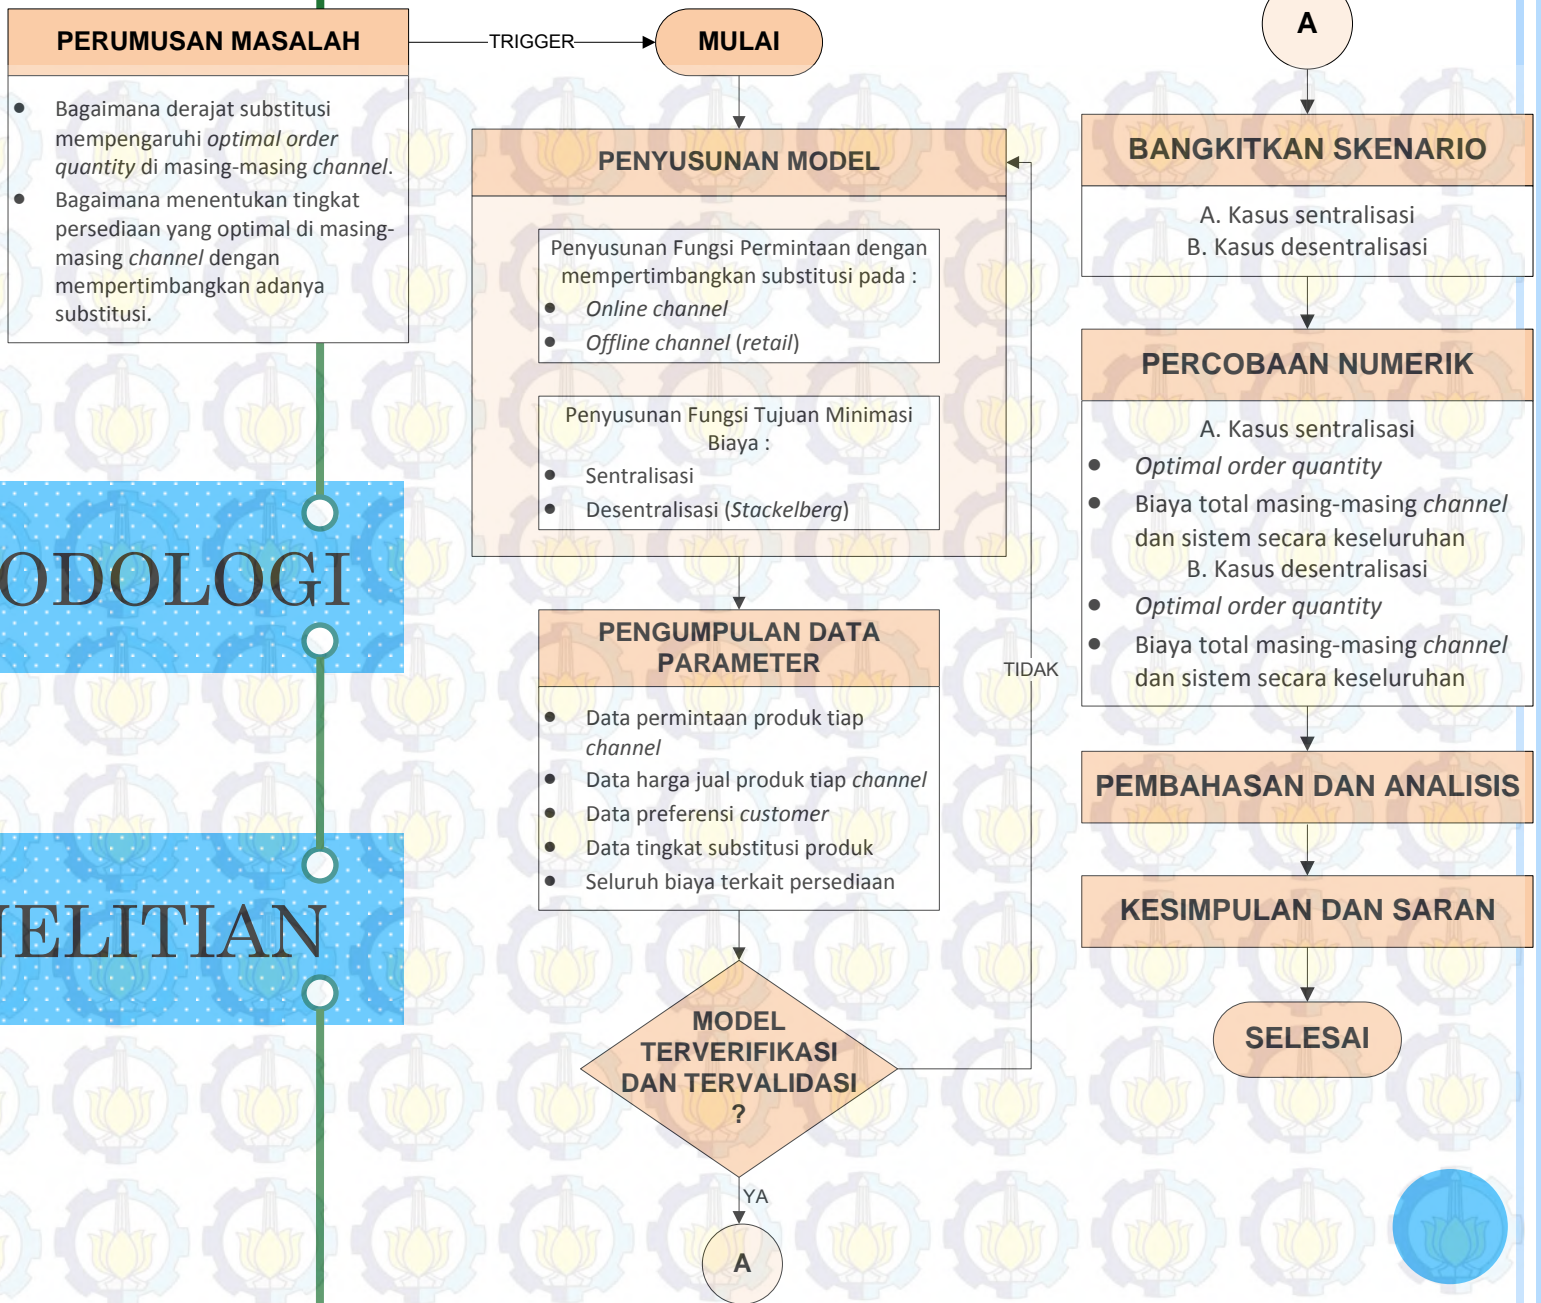 PERUMUSAN MASALAH
Bagaimana derajat substitusi
mempengaruhi optimal order
quantity di masing-masing channel.
Bagaimana menentukan tingkat
persediaan yang optimal di masing-
masing channel dengan
mempertimbangkan adanya
substitusi.
ODOLOGI
NELITIAN
TRIGGER
MULAI
PENYUSUNAN MODEL
Penyusunan Fungsi Permintaan dengan
mempertimbangkan substitusi pada :
Online channel
Offline channel (retail)
Penyusunan Fungsi Tujuan Minimasi
Biaya :
Sentralisasi
Desentralisasi (Stackelberg)
PENGUMPULAN DATA
PARAMETER
Data permintaan produk tiap
channel
Data harga jual produk tiap channel
Data preferensi customer
Data tingkat substitusi produk
Seluruh biaya terkait persediaan
MODEL
TERVERIFIKASI
DAN TERVALIDASI
?
TIDAK
YA
A
A
BANGKITKAN SKENARIO
A. Kasus sentralisasi
B. Kasus desentralisasi
PERCOBAAN NUMERIK
A. Kasus sentralisasi
Optimal order quantity
Biaya total masing-masing channel
dan sistem secara keseluruhan
B. Kasus desentralisasi
Optimal order quantity
Biaya total masing-masing channel
dan sistem secara keseluruhan
PEMBAHASAN DAN ANALISIS
KESIMPULAN DAN SARAN
SELESAI